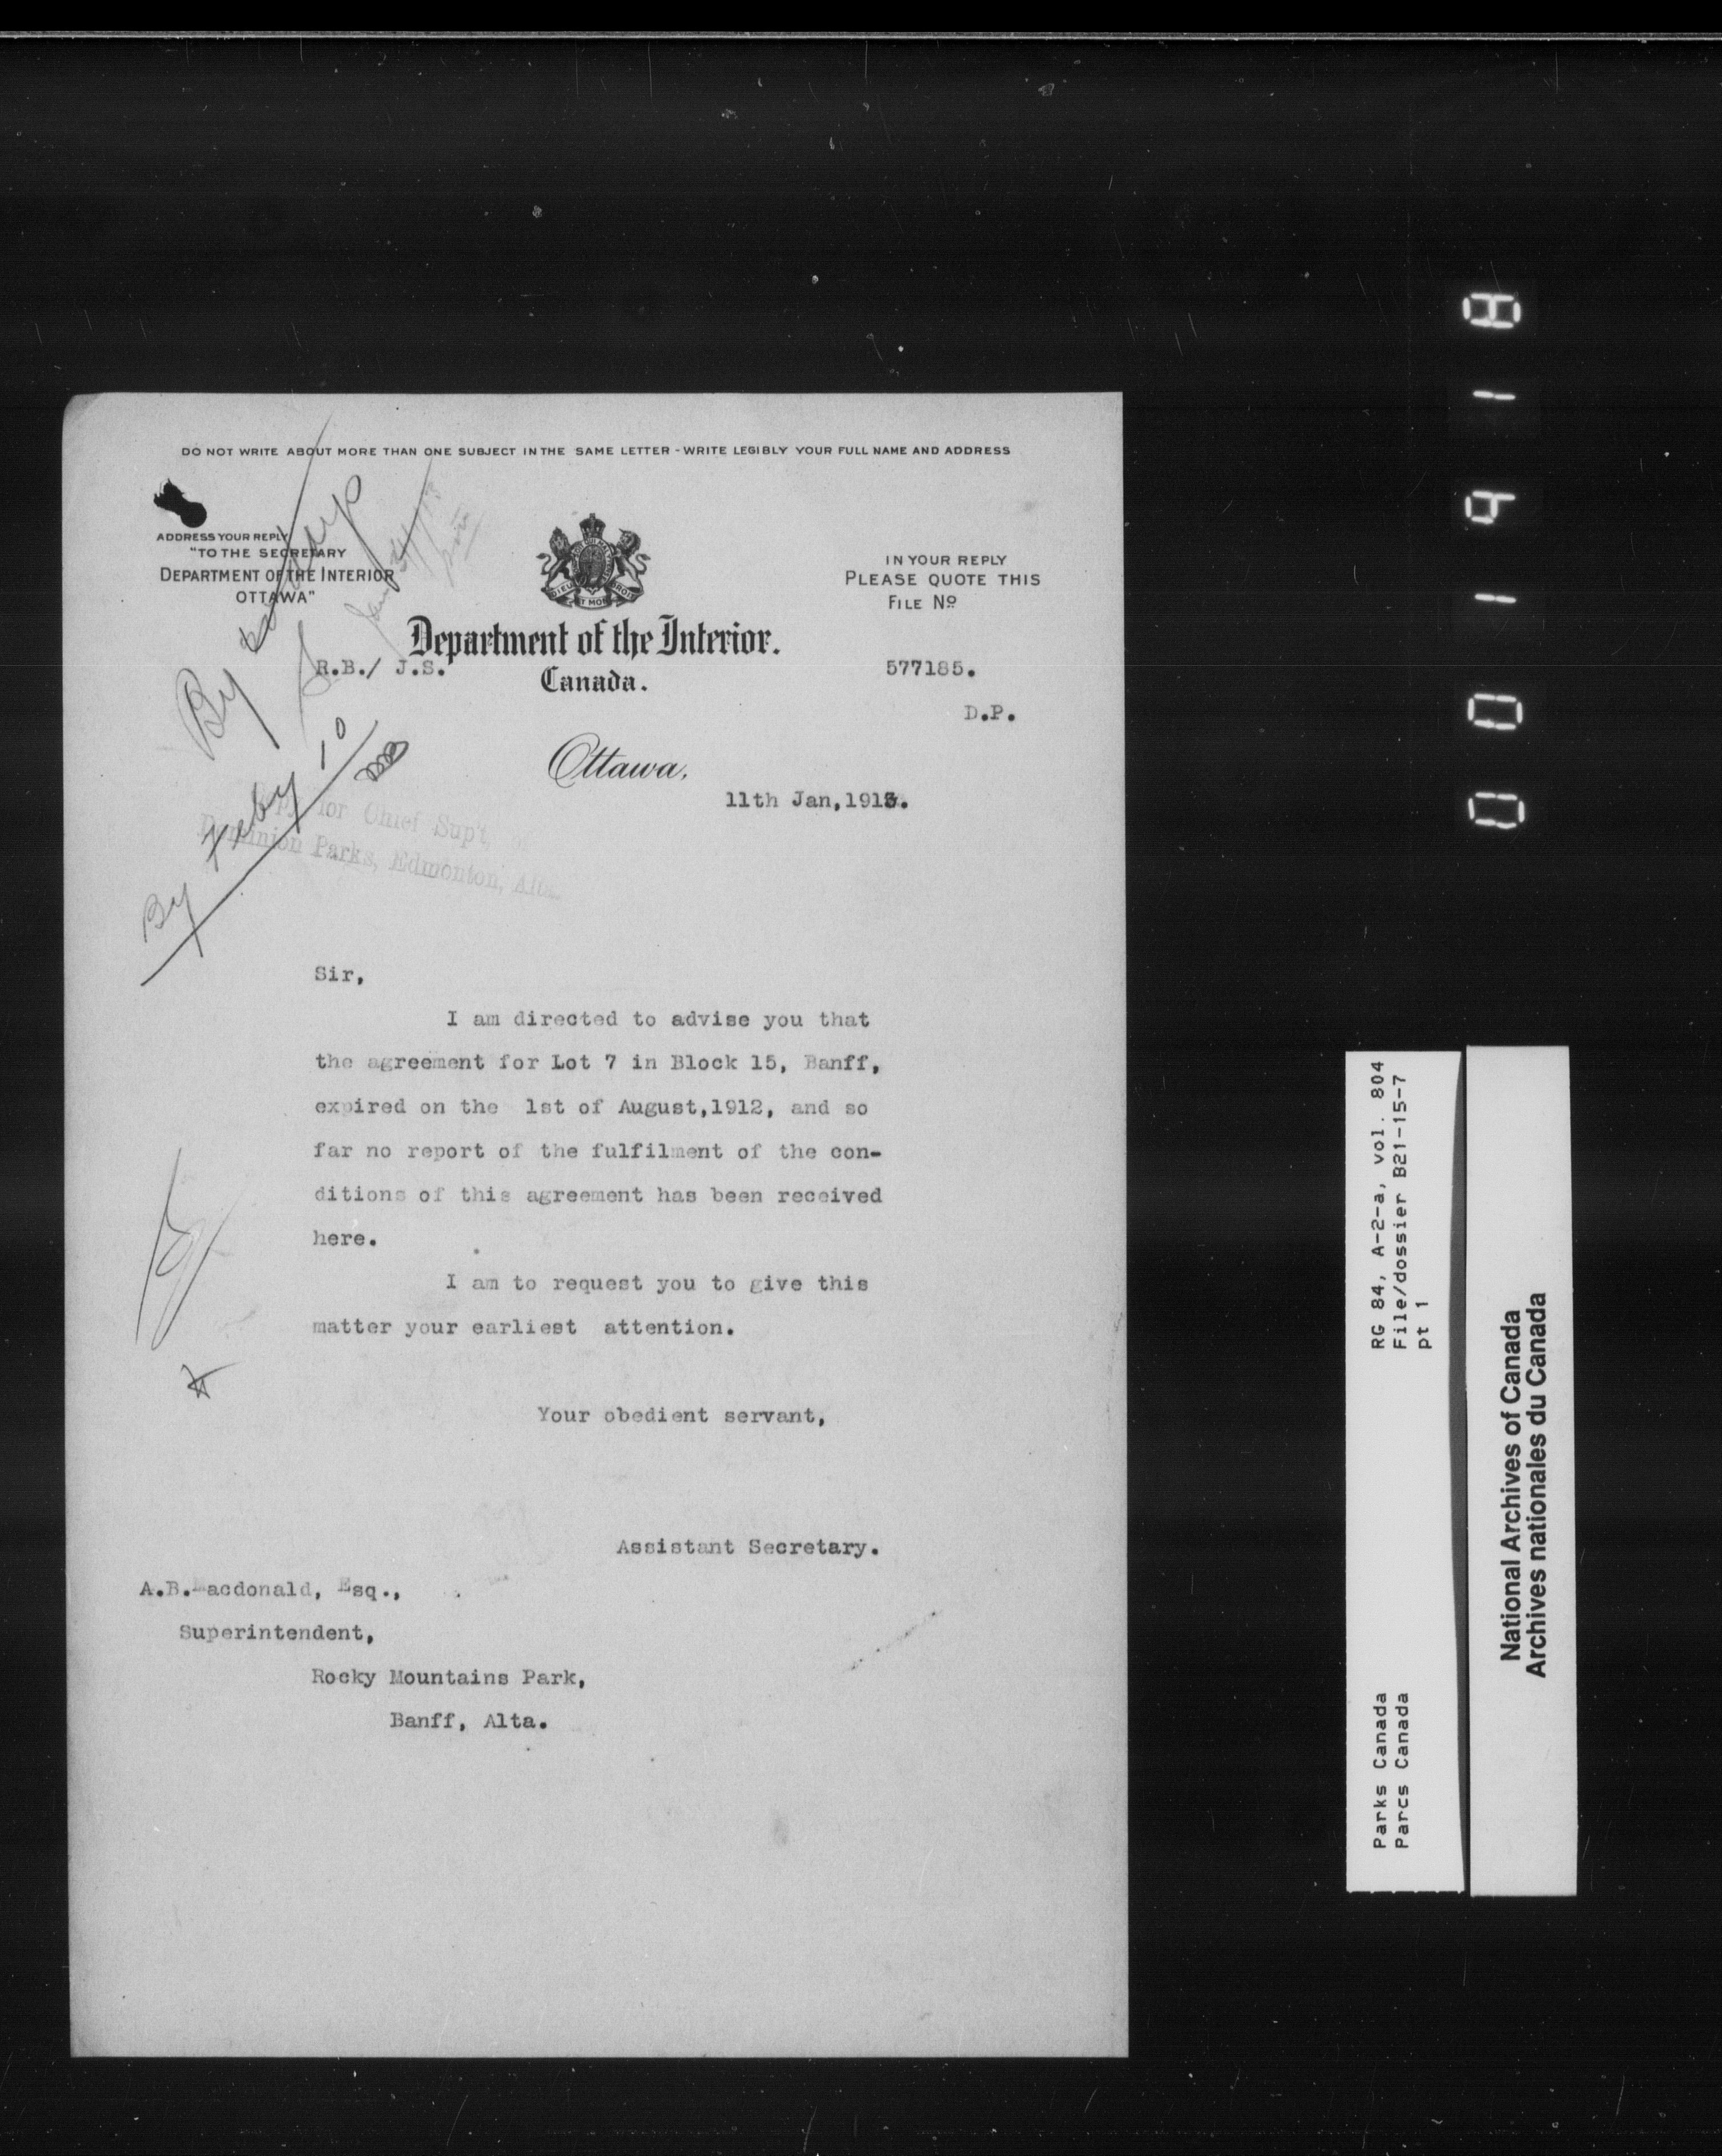 DO NOT WRITE ABOUT MORE THAN ONE SUBJECT IN THE SAME LETTER - WRITE LEGIBLY YOUR FULL NAME AND ADDRESS
ADDRESS YOUR REPLY
"TO THE SECRETARY
DEPARTMENT OF THE INTERIOR
OTTAWA"
IN YOUR REPLY
PLEASE QUOTE THIS
FILE No
Department of the Interior.
Canada.
R.B./ J.S.
577185.
D.P.
By
By Feby 10
Ottawa,
11th Jan,1913.
for Chief Sup't,
Dominion Parks, Edmonton, Alta.
Sir,
I am directed to advise you that
the agreement for Lot 7 in Block 15, Banff,
expired on the 1st of August,1912, and so
far no report of the fulfilment of the con-
ditions of this agreement has been received
here.
I am to request you to give this
matter your earliest attention.
Your obedient servant,
Assistant Secretary.
A.B.Macdonald, Esq.,
Superintendent,
Rocky Mountains Park,
Banff, Alta.
RG 84, A-2-a, vol. 804
File/dossier B21-15-7
pt 1
Parks Canada
Parcs Canada
National Archives of Canada
Archives nationales du Canada